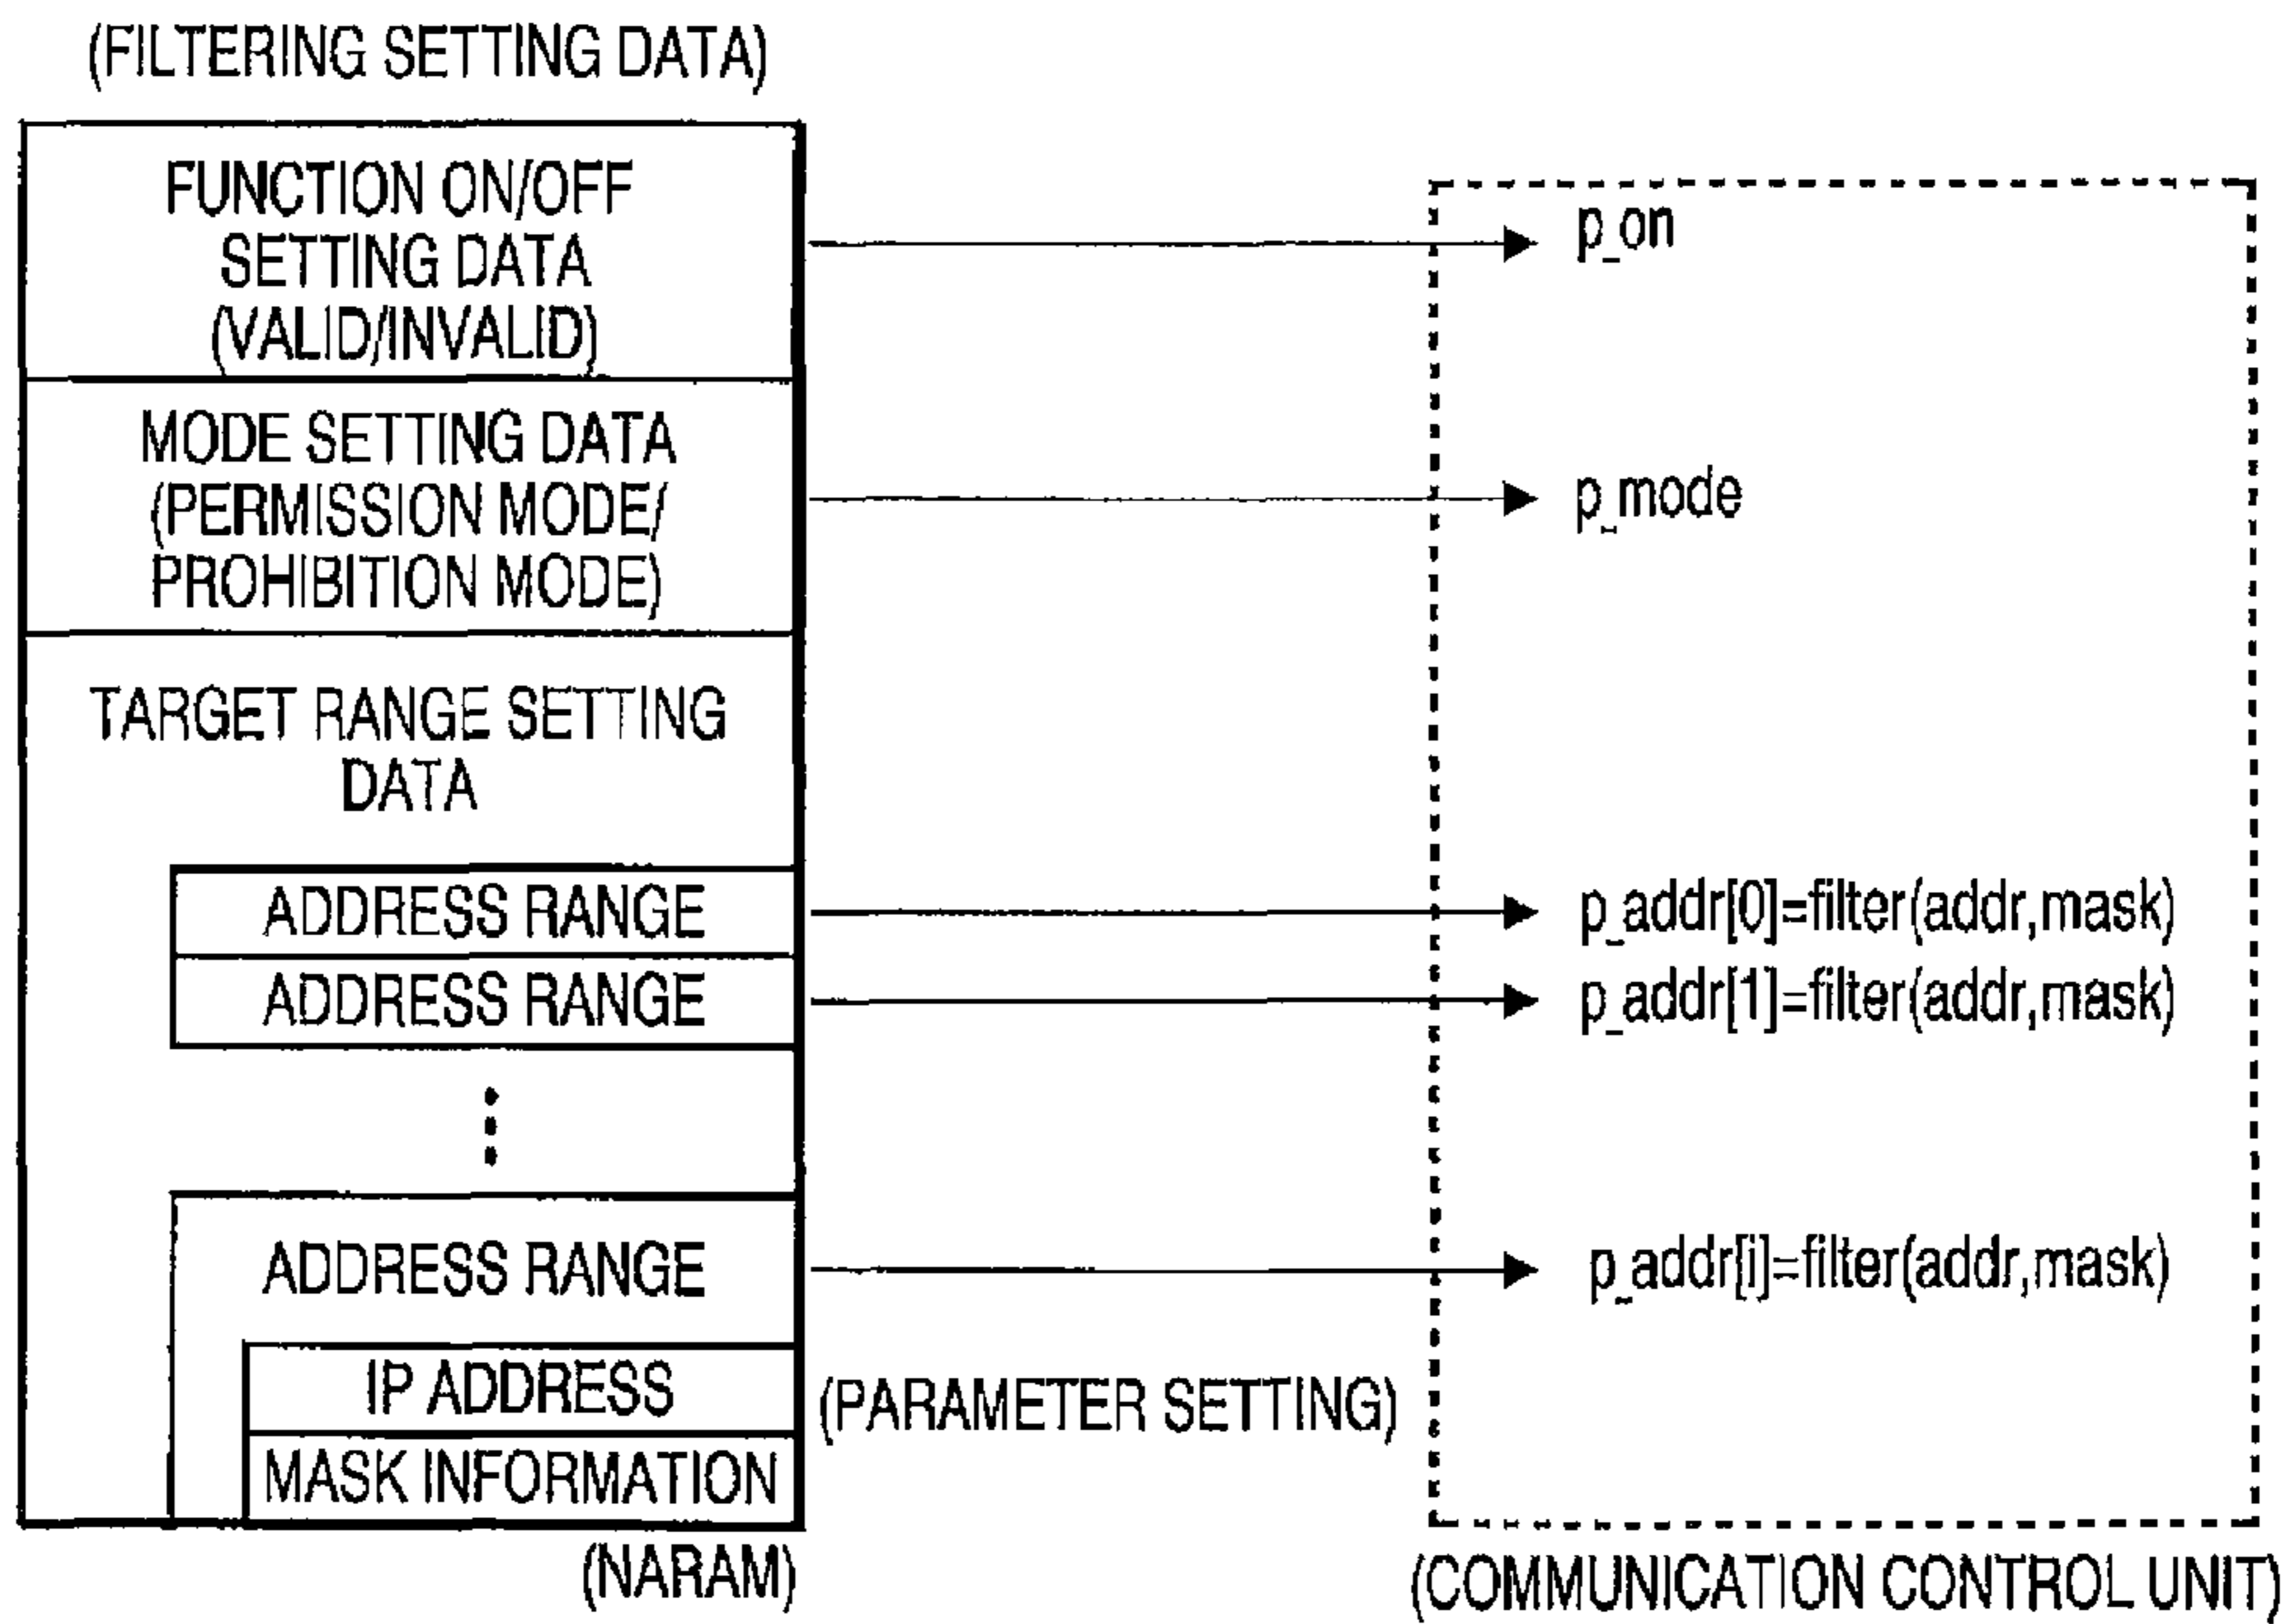 (FILTERING SETTING DATA)
FUNCTION ON/OFF
SETTING DATA
(VALID/INVALID)
p_on
MODE SETTING DATA
(PERMISSION MODE/
PROHIBITION MODE)
p_mode
TARGET RANGE SETTING
DATA
ADDRESS RANGE
p_addr[0]=filter(addr,mask)
ADDRESS RANGE
p_addr[1]=filter(addr,mask)
ADDRESS RANGE
p_addr[i]=filter(addr,mask)
IP ADDRESS
(PARAMETER SETTING)
MASK INFORMATION
(NARAM)
(COMMUNICATION CONTROL UNIT)